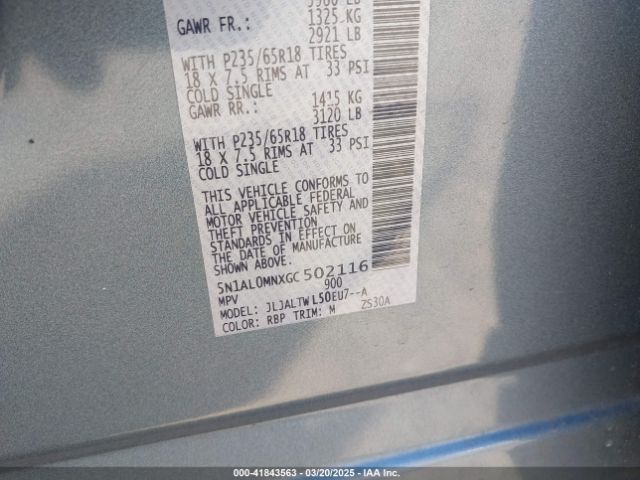 GAWR FR.: 1325 KG
2921 LB
WITH P235/65R18 TIRES
18 X 7.5 RIMS AT 33 PSI
COLD SINGLE
GAWR RR.: 1415 KG
3120 LB
WITH P235/65R18 TIRES
18 X 7.5 RIMS AT 33 PSI
COLD SINGLE
THIS VEHICLE CONFORMS TO
ALL APPLICABLE FEDERAL
MOTOR VEHICLE SAFETY AND
THEFT PREVENTION
STANDARDS IN EFFECT ON
THE DATE OF MANUFACTURE
SHOWN ABOVE.
5N1AL0MNXGC502116
MPV 900
MODEL: JLJALTWL50EU7--A
COLOR: RBP TRIM: M ZS30A
000-41843563 — 03/20/2025 — IAA Inc.